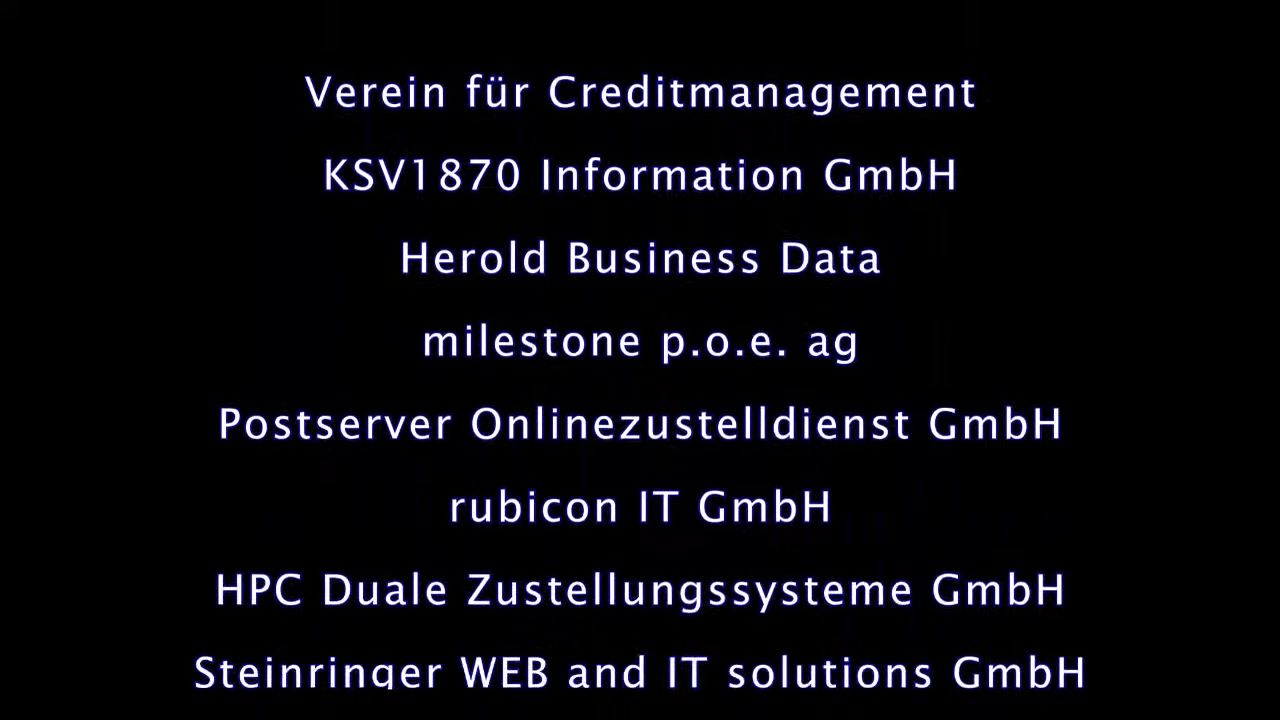 Verein für Creditmanagement
KSV1870 Information GmbH
Herold Business Data
milestone p.o.e. ag
Postserver Onlinezustelldienst GmbH
rubicon IT GmbH
HPC Duale Zustellungssysteme GmbH
Steinringer WEB and IT solutions GmbH